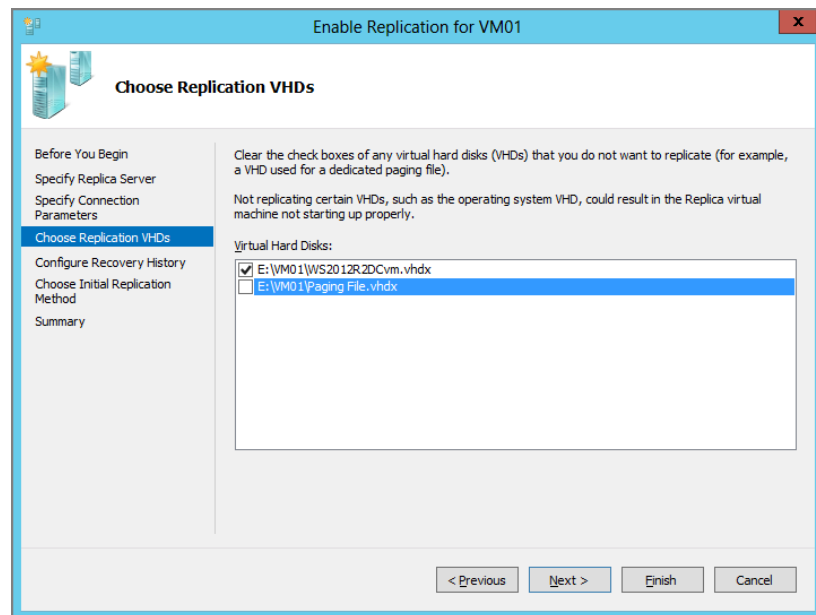 Enable Replication for VM01
x
Choose Replication VHDs
Before You Begin
Specify Replica Server
Specify Connection
Parameters
Choose Replication VHDs
Configure Recovery History
Choose Initial Replication
Method
Summary
Clear the check boxes of any virtual hard disks (VHDs) that you do not want to replicate (for example,
a VHD used for a dedicated paging file).
Not replicating certain VHDs, such as the operating system VHD, could result in the Replica virtual
machine not starting up properly.
Virtual Hard Disks:
E:\VM01\WS2012R2DCvm.vhdx
E:\VM01\Paging File.vhdx
< Previous
Next >
Finish
Cancel